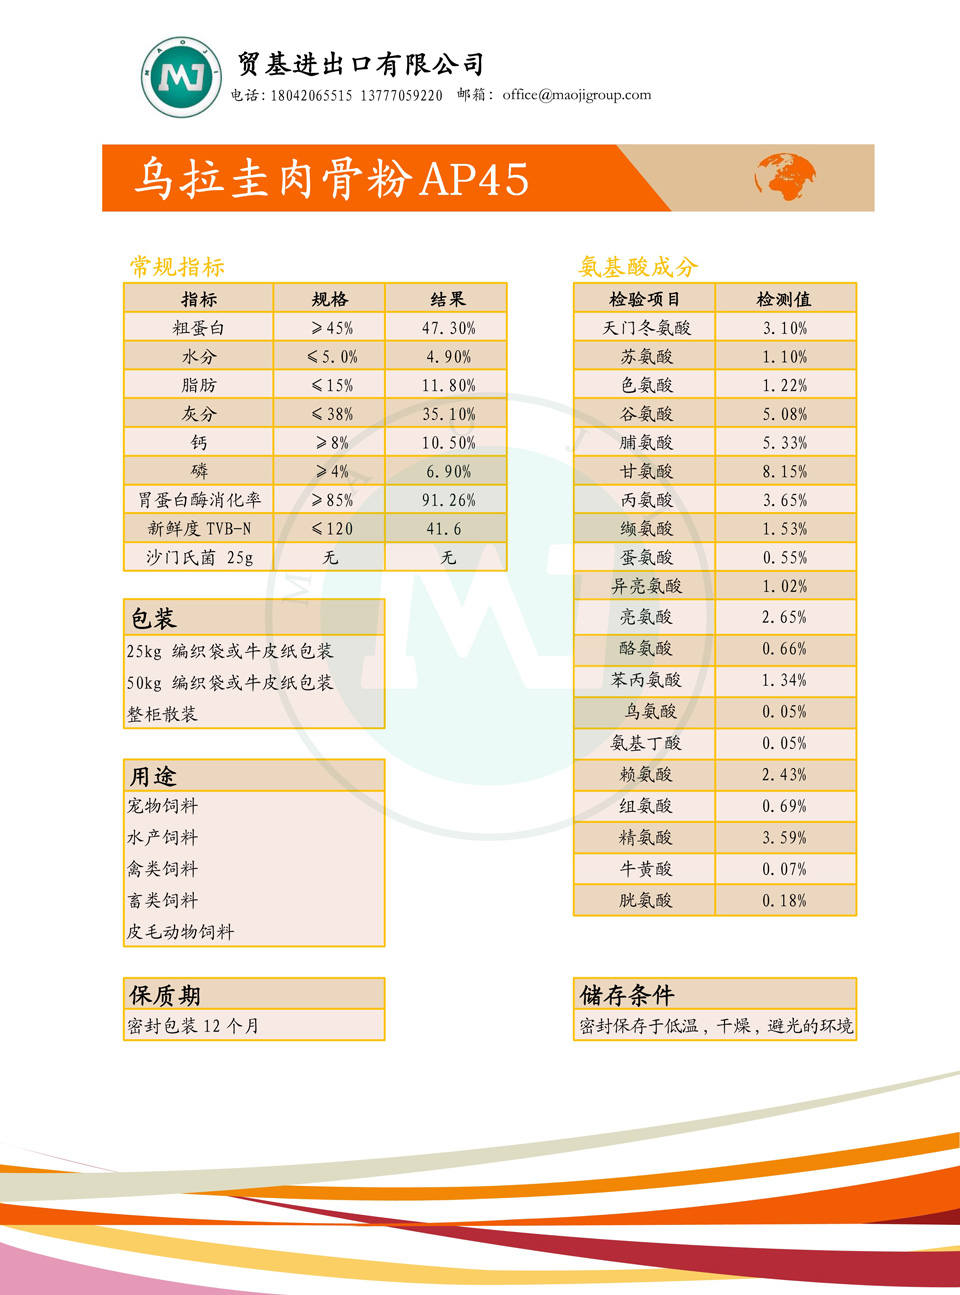 MAOJI
MJ
贸基进出口有限公司
电话：18042065515 13777059220 邮箱：office@maojigroup.com
乌拉圭肉骨粉AP45
常规指标
指标 规格 结果
粗蛋白 ≥45% 47.30%
水分 ≤5.0% 4.90%
脂肪 ≤15% 11.80%
灰分 ≤38% 35.10%
钙 ≥8% 10.50%
磷 ≥4% 6.90%
胃蛋白酶消化率 ≥85% 91.26%
新鲜度TVB-N ≤120 41.6
沙门氏菌 25g 无 无
包装
25kg 编织袋或牛皮纸包装
50kg 编织袋或牛皮纸包装
整柜散装
用途
宠物饲料
水产饲料
禽类饲料
畜类饲料
皮毛动物饲料
保质期
密封包装12个月
氨基酸成分
检验项目 检测值
天门冬氨酸 3.10%
苏氨酸 1.10%
色氨酸 1.22%
谷氨酸 5.08%
脯氨酸 5.33%
甘氨酸 8.15%
丙氨酸 3.65%
缬氨酸 1.53%
蛋氨酸 0.55%
异亮氨酸 1.02%
亮氨酸 2.65%
酪氨酸 0.66%
苯丙氨酸 1.34%
鸟氨酸 0.05%
氨基丁酸 0.05%
赖氨酸 2.43%
组氨酸 0.69%
精氨酸 3.59%
牛黄酸 0.07%
胱氨酸 0.18%
储存条件
密封保存于低温，干燥，避光的环境
MAOJI
MJ